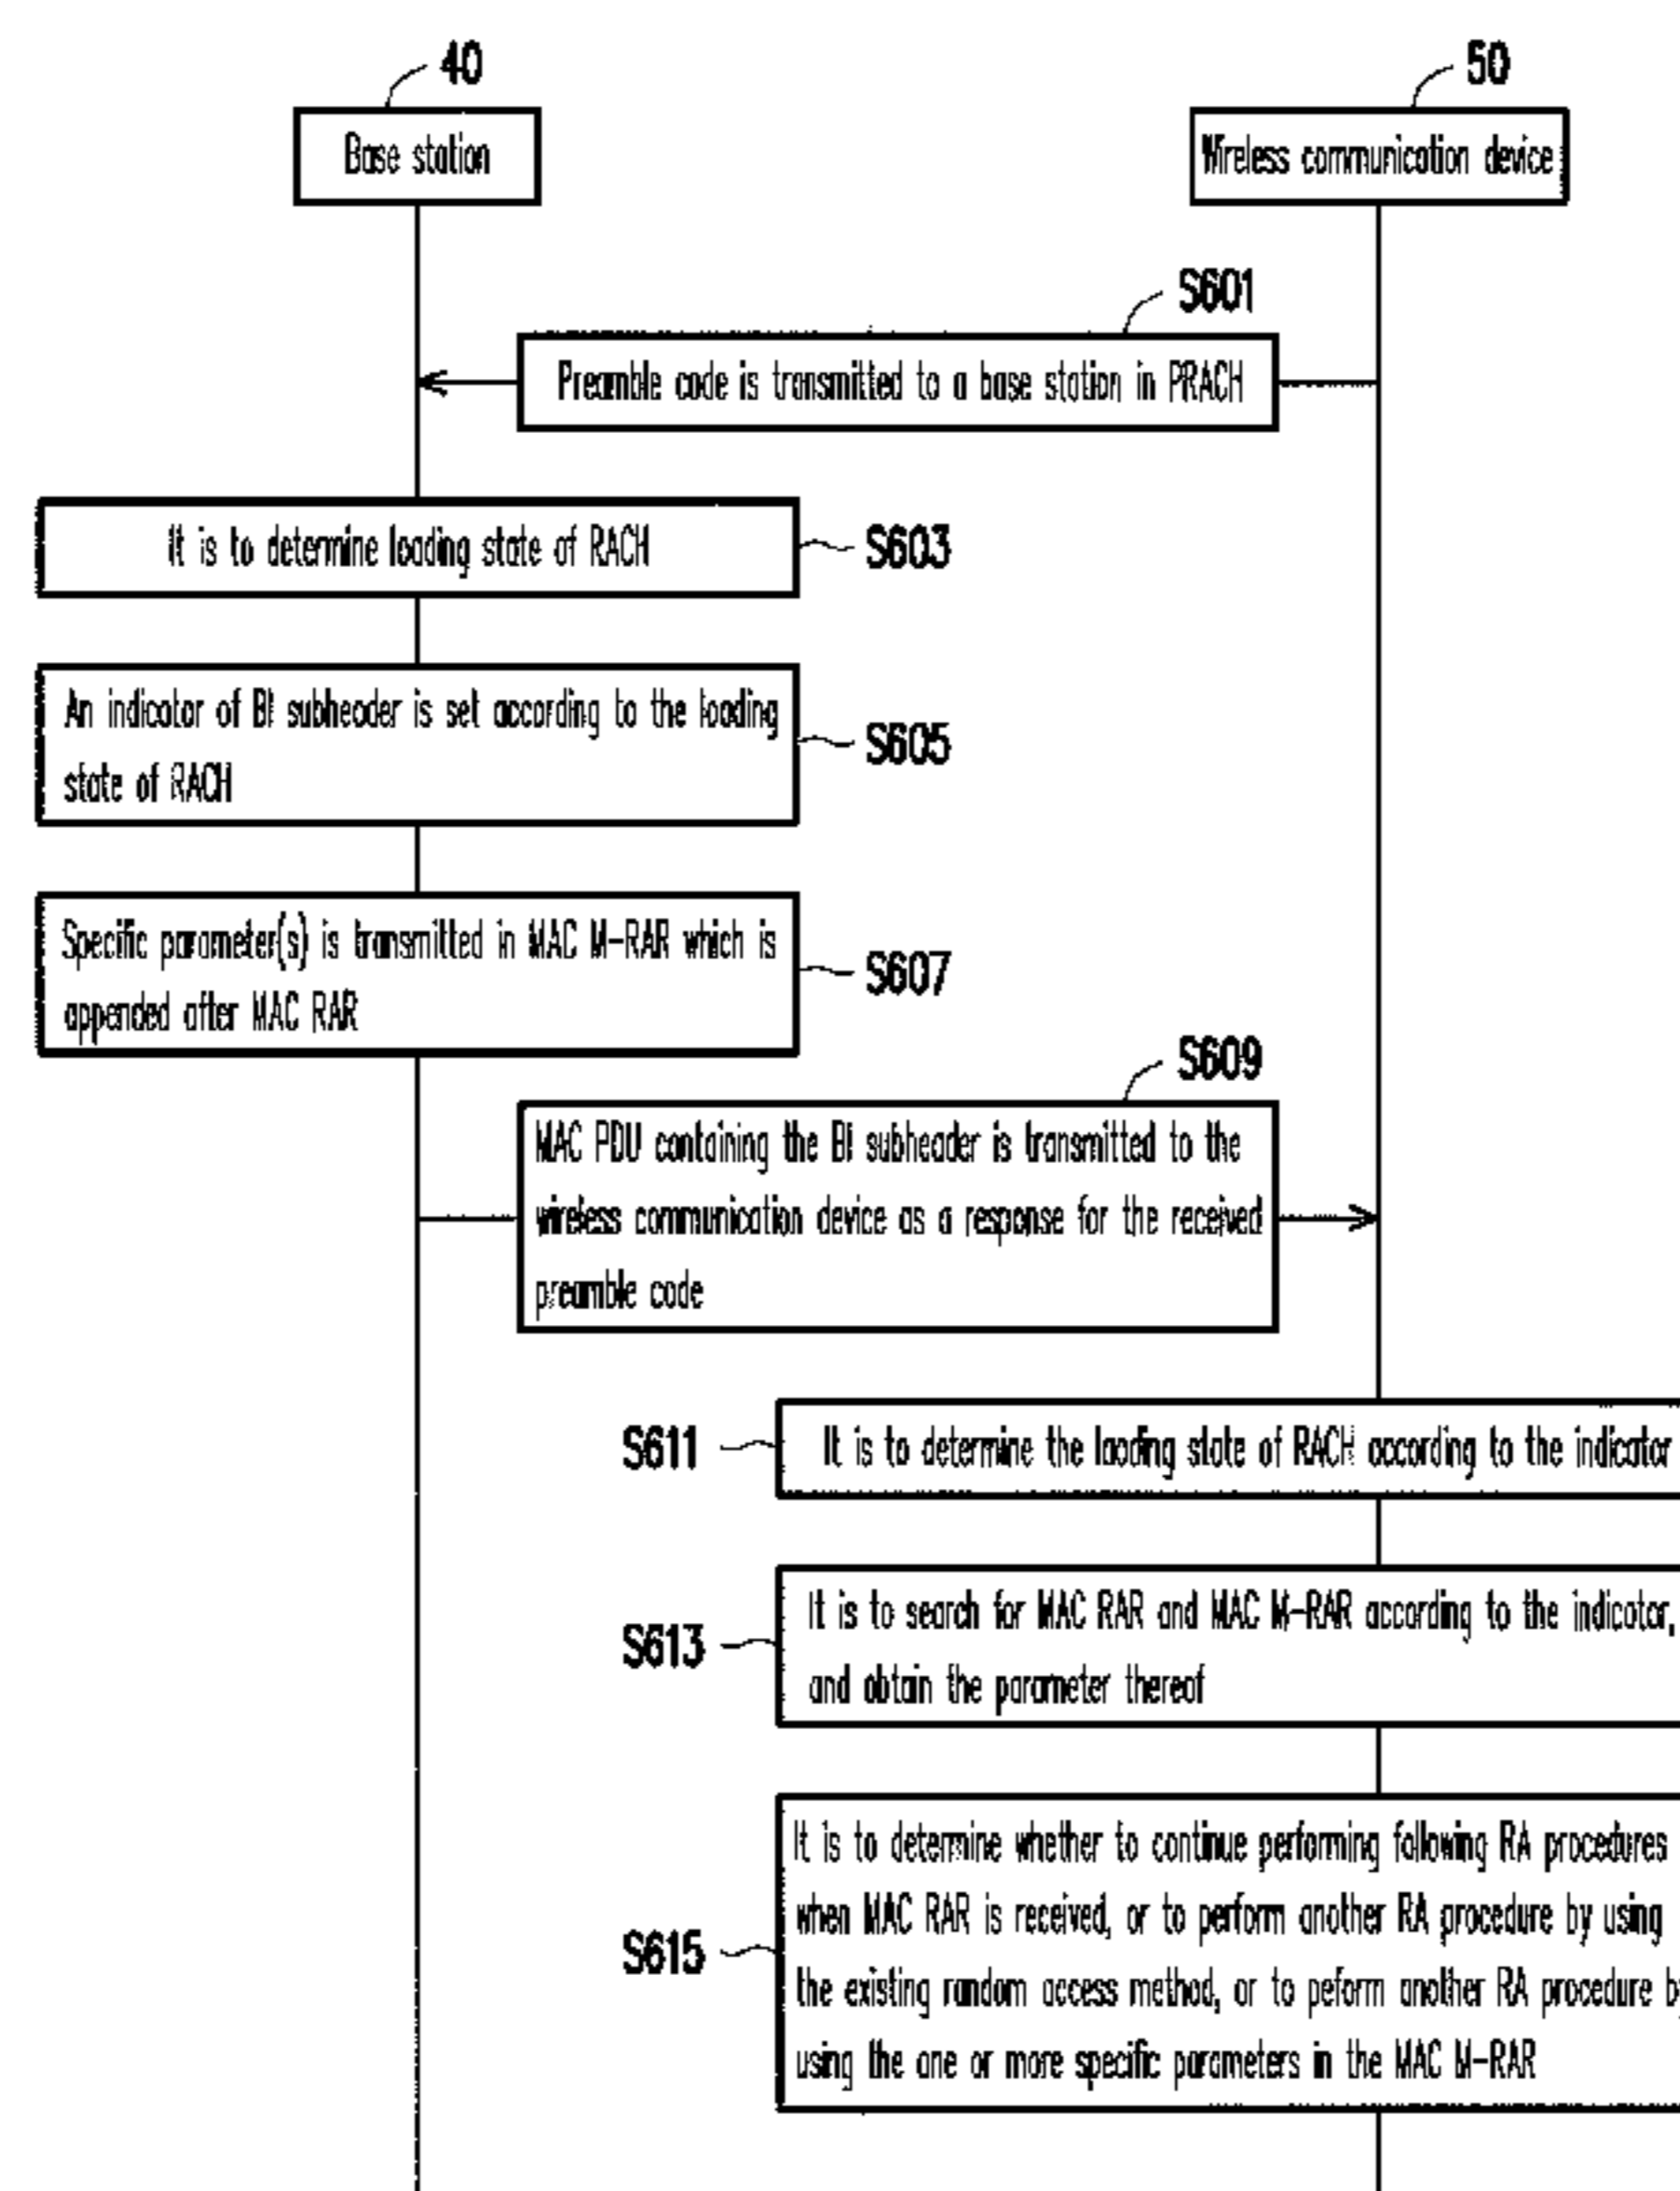 40
50
Base station
Wireless communication device
S601
Preamble code is transmitted to a base station in PRACH
It is to determine loading state of RACH
S603
An indicator of BI subheader is set according to the loading
state of RACH
S605
Specific parameter(s) is transmitted in MAC M-RAR which is
appended after MAC RAR
S607
S609
MAC PDU containing the BI subheader is transmitted to the
wireless communication device as a response for the received
preamble code
S611
It is to determine the loading state of RACH according to the indicator
S613
It is to search for MAC RAR and MAC M-RAR according to the indicator,
and obtain the parameter thereof
S615
It is to determine whether to continue performing following RA procedures
when MAC RAR is received, or to perform another RA procedure by using
the existing random access method, or to peform another RA procedure by
using the one or more specific parameters in the MAC M-RAR